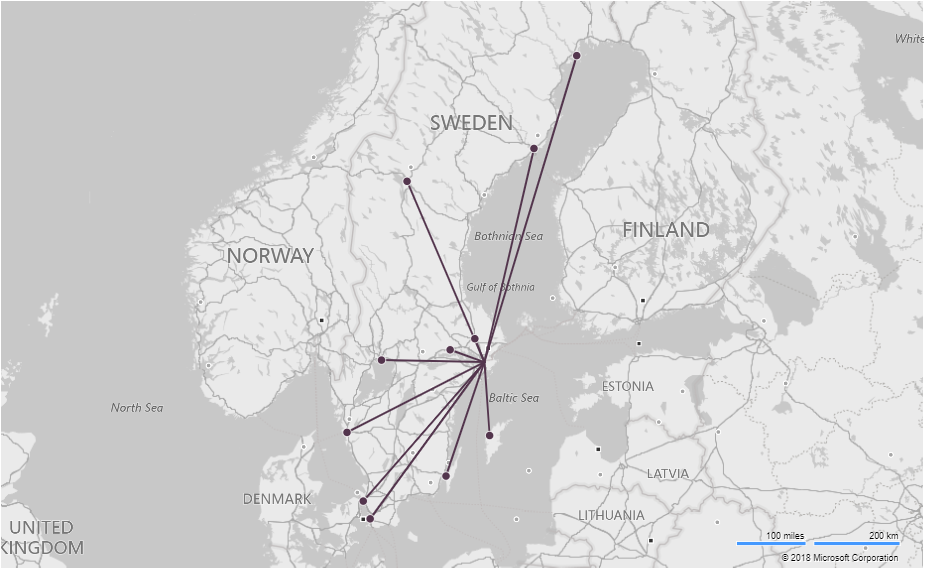 White
SWEDEN
FINLAND
Bothnian Sea
NORWAY
Gulf of Bothnia
ESTONIA
Baltic Sea
North Sea
LATVIA
DENMARK
LITHUANIA
UNITED
KINGDOM
100 miles
200 km
© 2018 Microsoft Corporation